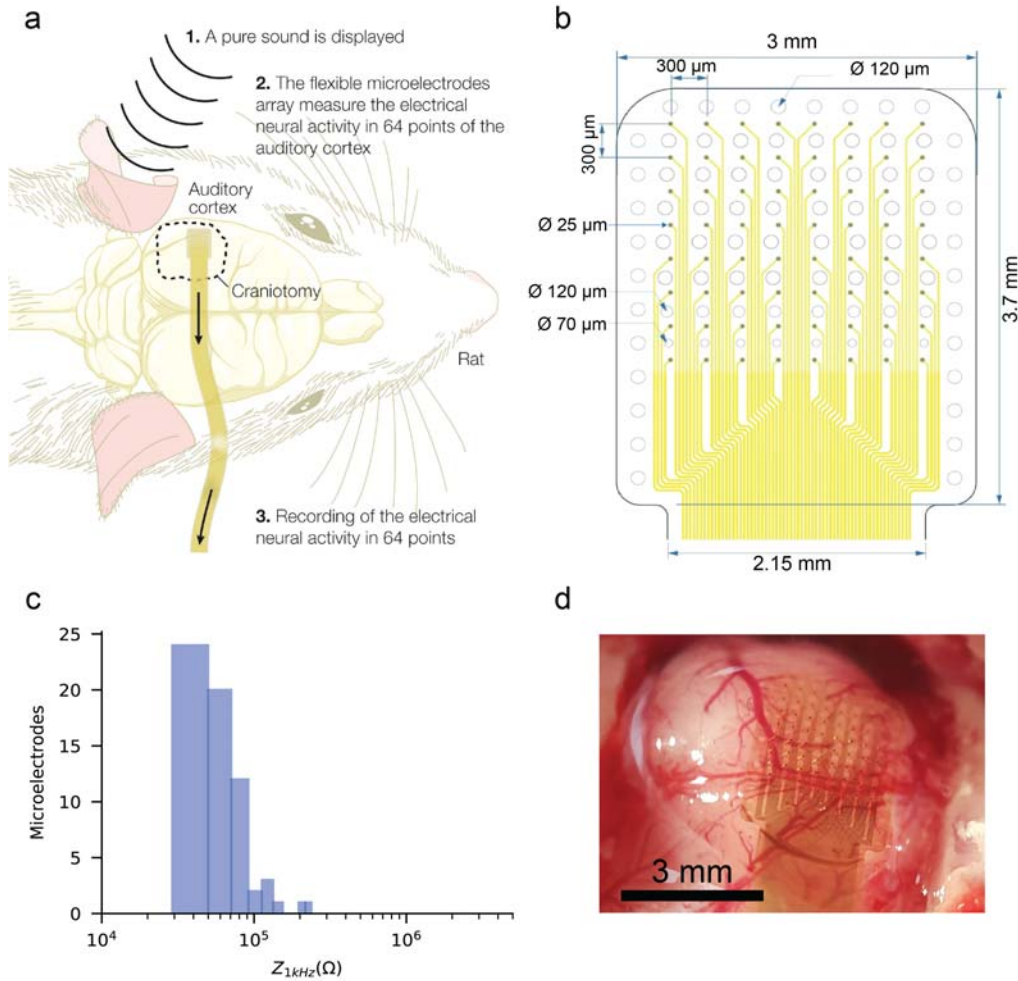 a
1. A pure sound is displayed
2. The flexible microelectrodes
array measure the electrical
neural activity in 64 points of the
auditory cortex
Auditory
cortex
Craniotomy
Rat
3. Recording of the electrical
neural activity in 64 points
b
3 mm
300 µm
Ø 120 µm
300 µm
Ø 25 µm
Ø 120 µm
Ø 70 µm
3.7 mm
2.15 mm
c
Microelectrodes
25
20
15
10
5
0
10⁴
10⁵
10⁶
Z1kHz(Ω)
d
3 mm